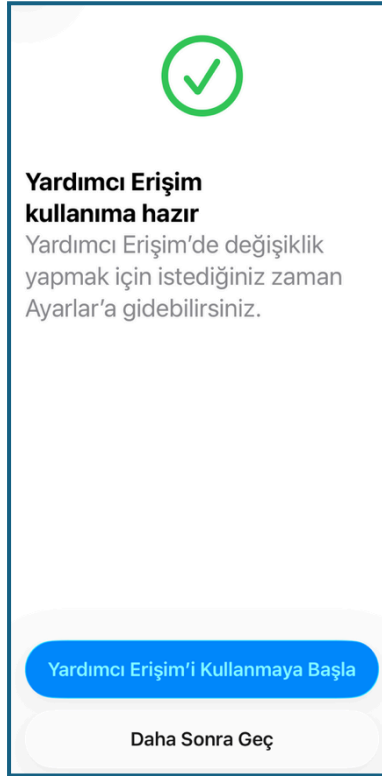 Yardımcı Erişim
kullanıma hazır
Yardımcı Erişim’de değişiklik
yapmak için istediğiniz zaman
Ayarlar’a gidebilirsiniz.
Yardımcı Erişim’i Kullanmaya Başla
Daha Sonra Geç